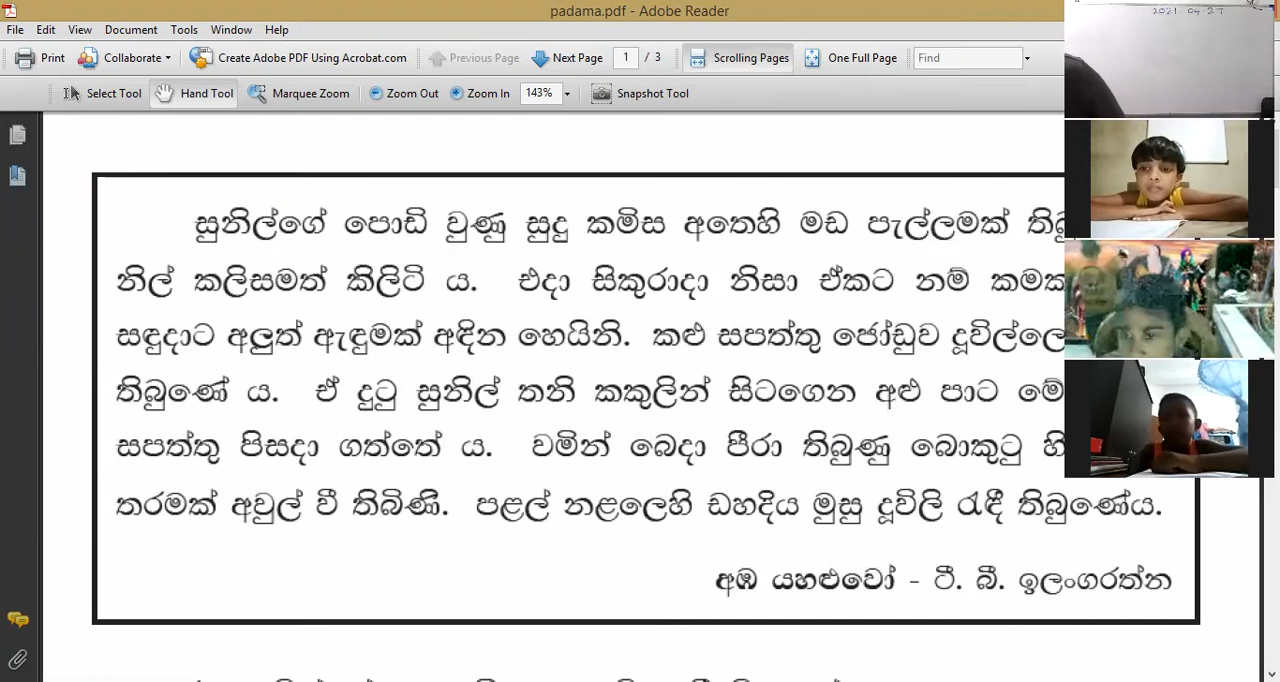 padama.pdf - Adobe Reader
File Edit View Document Tools Window Help
Print Collaborate Create Adobe PDF Using Acrobat.com Previous Page Next Page 1 / 3 Scrolling Pages One Full Page Find
Select Tool Hand Tool Marquee Zoom Zoom Out Zoom In 143% Snapshot Tool
2021 04 27
සුනිල්ගේ පොඩි වුණු සුදු කමිස අතෙහි මඩ පැල්ලමක්
නිල් කලිසමත් කිලිටි ය. එදා සිකුරාදා නිසා ඒකට නම්
සඳුදාට අලුත් ඇඳුමක් අඳින හෙයිනි. කළු සපත්තු ජෝඩුව
තිබුණේ ය. ඒ දුටු සුනිල් තනි කකුලින් සිටගෙන අළු පාට
සපත්තු පිසදා ගත්තේ ය. වමින් බෙදා පීරා තිබුණු බොකුටු
තරමක් අවුල් වී තිබිණි. පළල් නළලෙහි ඩහදිය මුසු දූවිලි රැඳී තිබුණේය.
අඹ යහළුවෝ - ටී. බී. ඉලංගරත්න